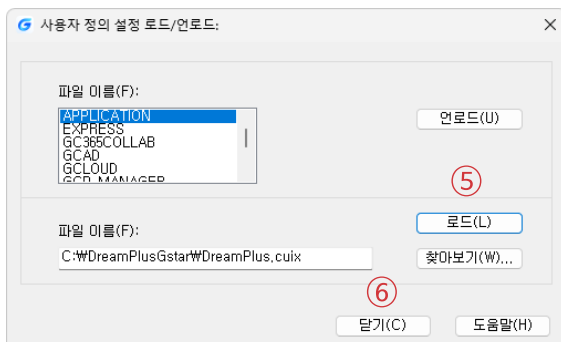 사용자 정의 설정 로드/언로드:
파일 이름(F):
APPLICATION
EXPRESS
GC365COLLAB
GCAD
GCLOUD
GCP_MANAGER
언로드(U)
⑤
로드(L)
파일 이름(F):
C:₩DreamPlusGstar₩DreamPlus.cuix
찾아보기(W)...
⑥
닫기(C)
도움말(H)